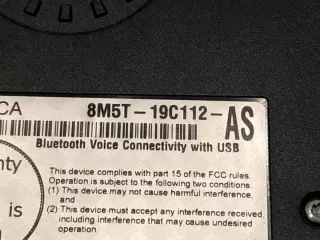 CA
8M5T-19C112-AS
Bluetooth Voice Connectivity with USB
nty
is
This device complies with part 15 of the FCC rules.
Operation is subject to the following two conditions
(1) This device may not cause harmful interference,
and
(2) This device must accept any interference received,
including interference that may cause undesired
operation